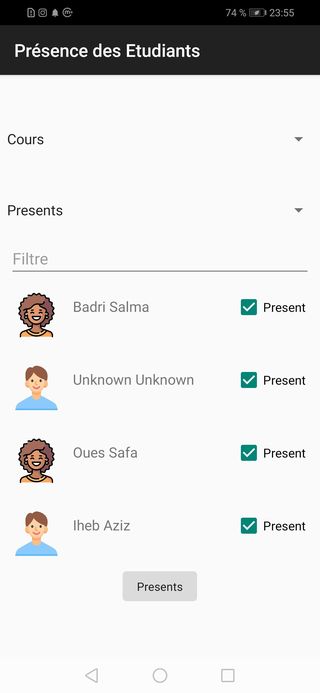 74 % 23:55
Présence des Etudiants
Cours
Presents
Filtre
Badri Salma Present
Unknown Unknown Present
Oues Safa Present
Iheb Aziz Present
Presents